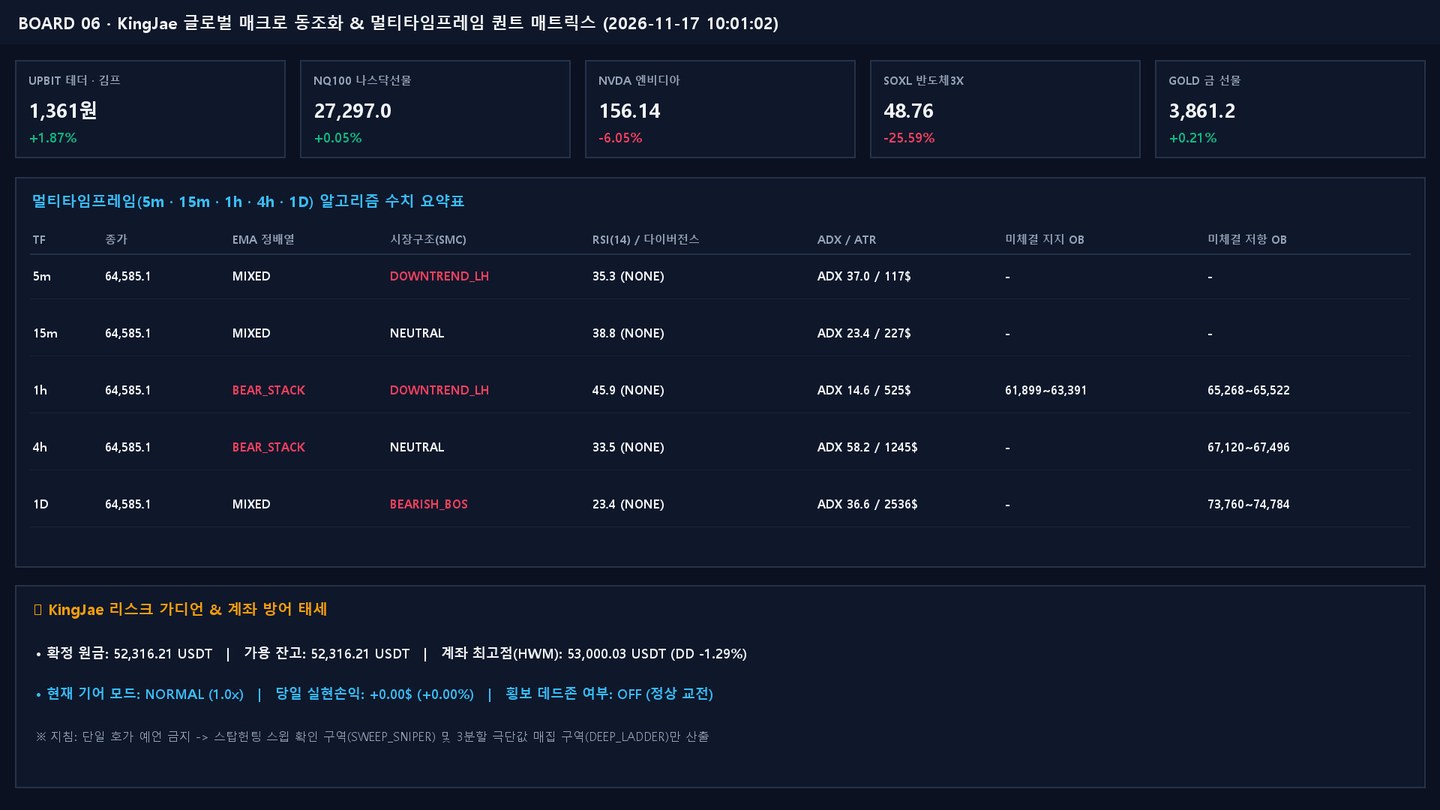 BOARD 06 · KingJae 글로벌 매크로 동조화 & 멀티타임프레임 퀀트 매트릭스 (2026-11-17 10:01:02)
UPBIT 테더 · 김프
1,361원
+1.87%
NQ100 나스닥선물
27,297.0
+0.05%
NVDA 엔비디아
156.14
-6.05%
SOXL 반도체3X
48.76
-25.59%
GOLD 금 선물
3,861.2
+0.21%
멀티타임프레임(5m · 15m · 1h · 4h · 1D) 알고리즘 수치 요약표
TF 종가 EMA 정배열 시장구조(SMC) RSI(14) / 다이버전스 ADX / ATR 미체결 지지 OB 미체결 저항 OB
5m 64,585.1 MIXED DOWNTREND_LH 35.3 (NONE) ADX 37.0 / 117$ - -
15m 64,585.1 MIXED NEUTRAL 38.8 (NONE) ADX 23.4 / 227$ - -
1h 64,585.1 BEAR_STACK DOWNTREND_LH 45.9 (NONE) ADX 14.6 / 525$ 61,899~63,391 65,268~65,522
4h 64,585.1 BEAR_STACK NEUTRAL 33.5 (NONE) ADX 58.2 / 1245$ - 67,120~67,496
1D 64,585.1 MIXED BEARISH_BOS 23.4 (NONE) ADX 36.6 / 2536$ - 73,760~74,784
KingJae 리스크 가디언 & 계좌 방어 태세
• 확정 원금: 52,316.21 USDT | 가용 잔고: 52,316.21 USDT | 계좌 최고점(HWM): 53,000.03 USDT (DD -1.29%)
• 현재 기어 모드: NORMAL (1.0x) | 당일 실현손익: +0.00$ (+0.00%) | 횡보 데드존 여부: OFF (정상 교전)
※ 지침: 단일 호가 예언 금지 -> 스탑헌팅 스윕 확인 구역(SWEEP_SNIPER) 및 3분할 극단값 매집 구역(DEEP_LADDER)만 산출